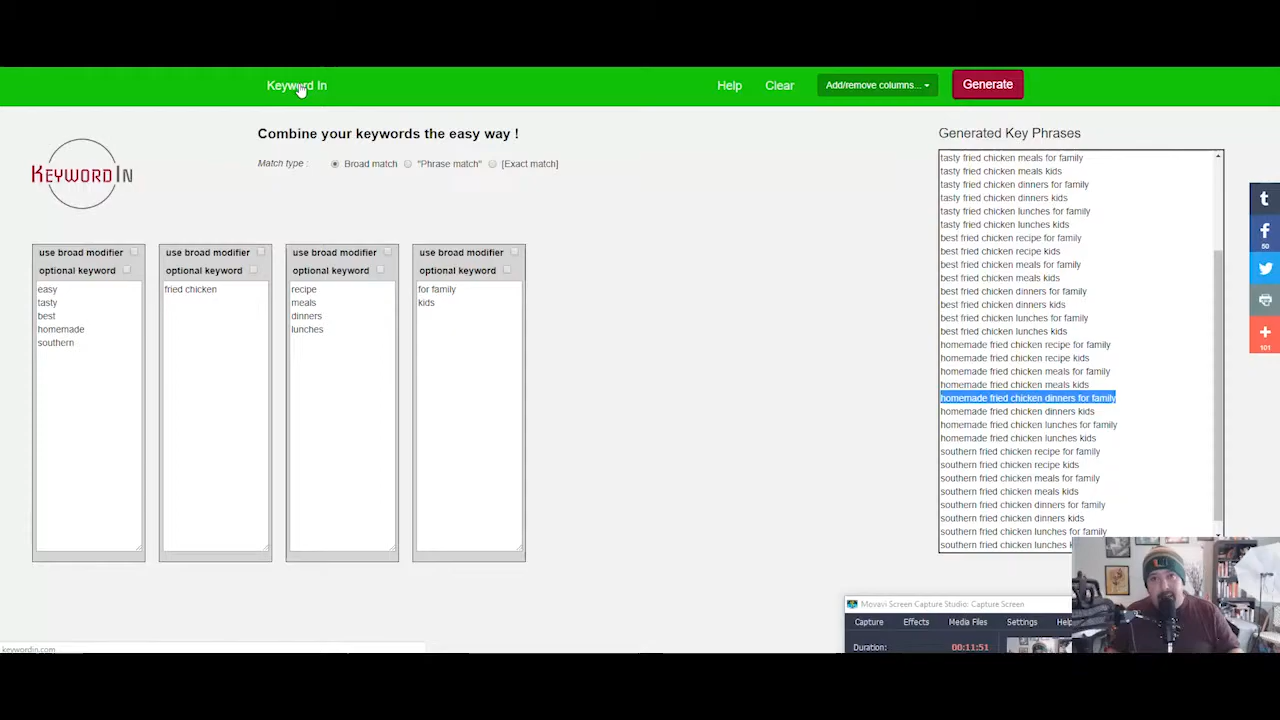 Keyword In
Help
Clear
Add/remove columns...
Generate
KEYWORDIN
Combine your keywords the easy way !
Match type :
Broad match
"Phrase match"
[Exact match]
use broad modifier
optional keyword
easy
tasty
best
homemade
southern
use broad modifier
optional keyword
fried chicken
use broad modifier
optional keyword
recipe
meals
dinners
lunches
use broad modifier
optional keyword
for family
kids
Generated Key Phrases
tasty fried chicken meals for family
tasty fried chicken meals kids
tasty fried chicken dinners for family
tasty fried chicken dinners kids
tasty fried chicken lunches for family
tasty fried chicken lunches kids
best fried chicken recipe for family
best fried chicken recipe kids
best fried chicken meals for family
best fried chicken meals kids
best fried chicken dinners for family
best fried chicken dinners kids
best fried chicken lunches for family
best fried chicken lunches kids
homemade fried chicken recipe for family
homemade fried chicken recipe kids
homemade fried chicken meals for family
homemade fried chicken meals kids
homemade fried chicken dinners for family
homemade fried chicken dinners kids
homemade fried chicken lunches for family
homemade fried chicken lunches kids
southern fried chicken recipe for family
southern fried chicken recipe kids
southern fried chicken meals for family
southern fried chicken meals kids
southern fried chicken dinners for family
southern fried chicken dinners kids
southern fried chicken lunches for family
southern fried chicken lunches k
50
101
Movavi Screen Capture Studio: Capture Screen
Capture
Effects
Media Files
Settings
Help
Duration:
00:11:51
keywordin.com